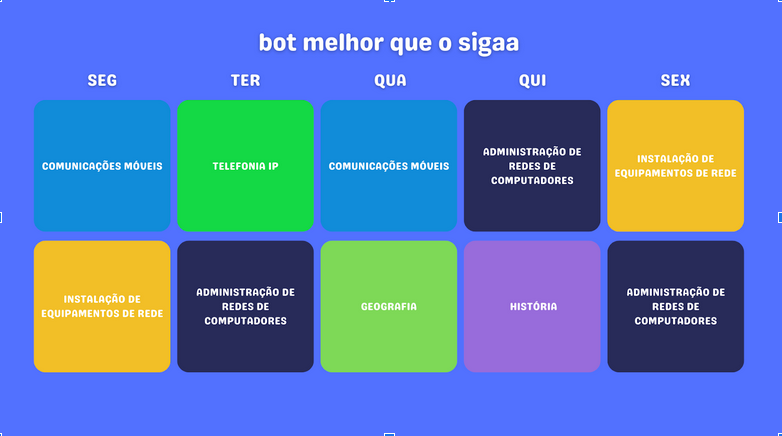 bot melhor que o sigaa
SEG
TER
QUA
QUI
SEX
COMUNICAÇÕES MÓVEIS
TELEFONIA IP
COMUNICAÇÕES MÓVEIS
ADMINISTRAÇÃO DE
REDES DE
COMPUTADORES
INSTALAÇÃO DE
EQUIPAMENTOS DE REDE
INSTALAÇÃO DE
EQUIPAMENTOS DE REDE
ADMINISTRAÇÃO DE
REDES DE
COMPUTADORES
GEOGRAFIA
HISTÓRIA
ADMINISTRAÇÃO DE
REDES DE
COMPUTADORES